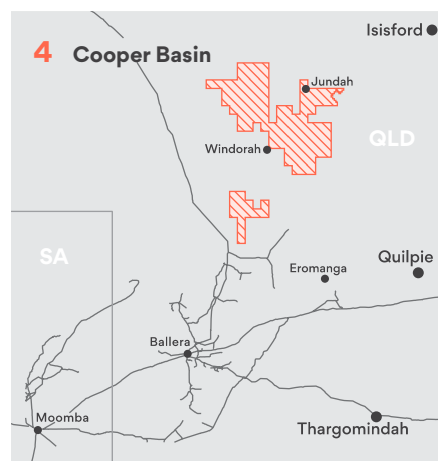 Isisford
4 Cooper Basin
Jundah
QLD
Windorah
SA
Quilpie
Eromanga
Ballera
Moomba
Thargomindah